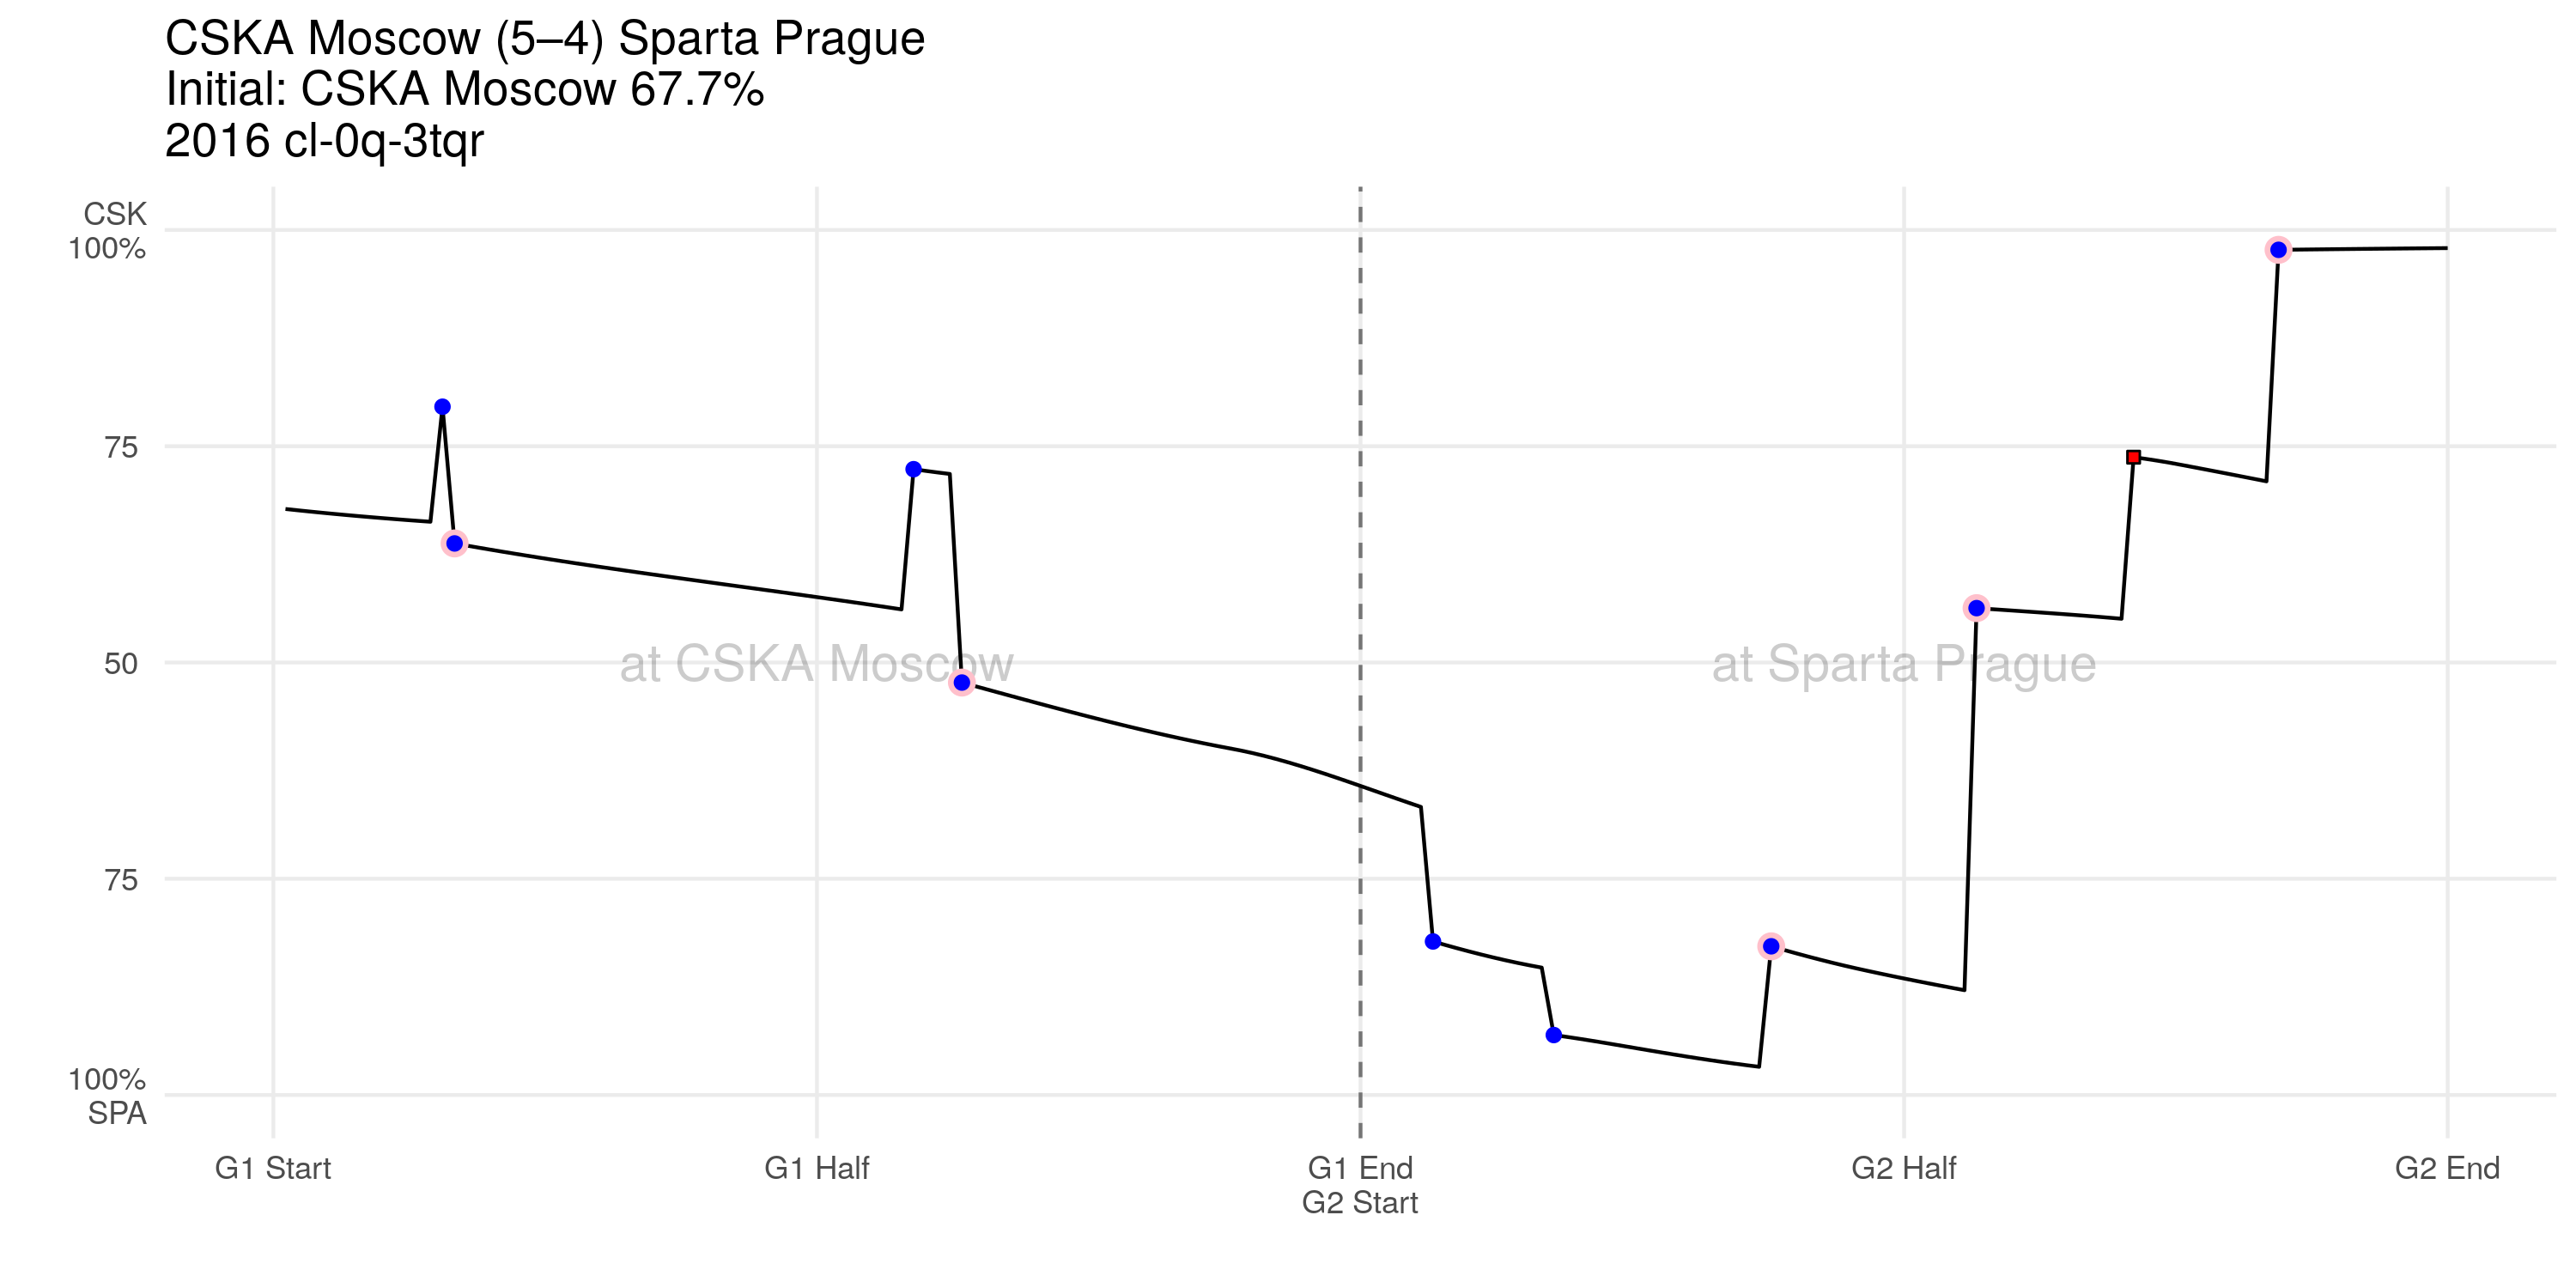 CSKA Moscow (5–4) Sparta Prague
Initial: CSKA Moscow 67.7%
2016 cl-0q-3tqr
CSK
100%
75
50
75
100%
SPA
at CSKA Moscow
at Sparta Prague
G1 Start
G1 Half
G1 End
G2 Start
G2 Half
G2 End